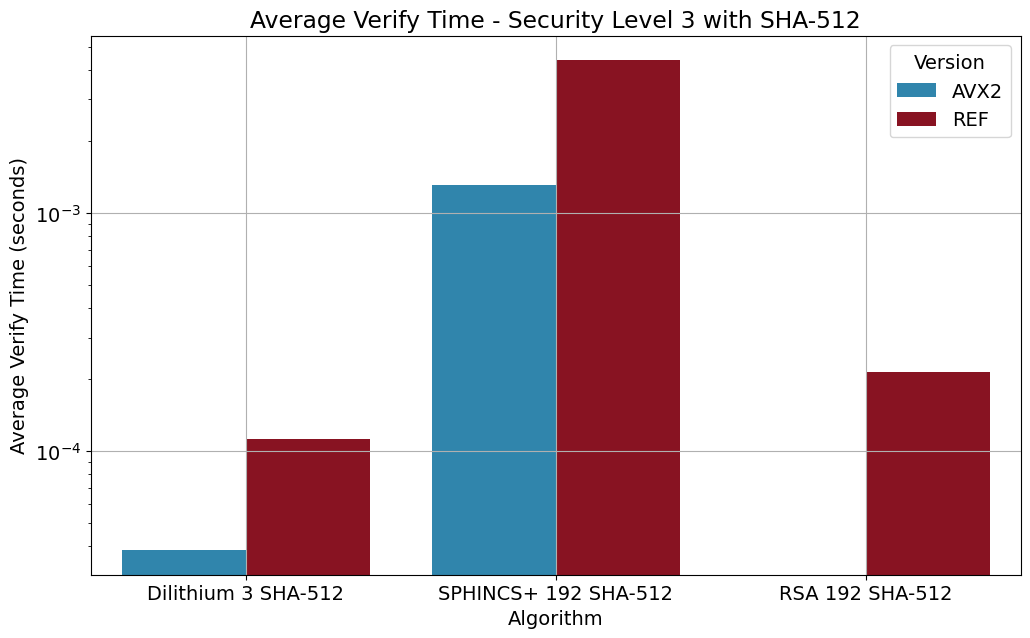 Average Verify Time - Security Level 3 with SHA-512
Version
AVX2
REF
Average Verify Time (seconds)
10⁻³
10⁻⁴
Dilithium 3 SHA-512
SPHINCS+ 192 SHA-512
RSA 192 SHA-512
Algorithm